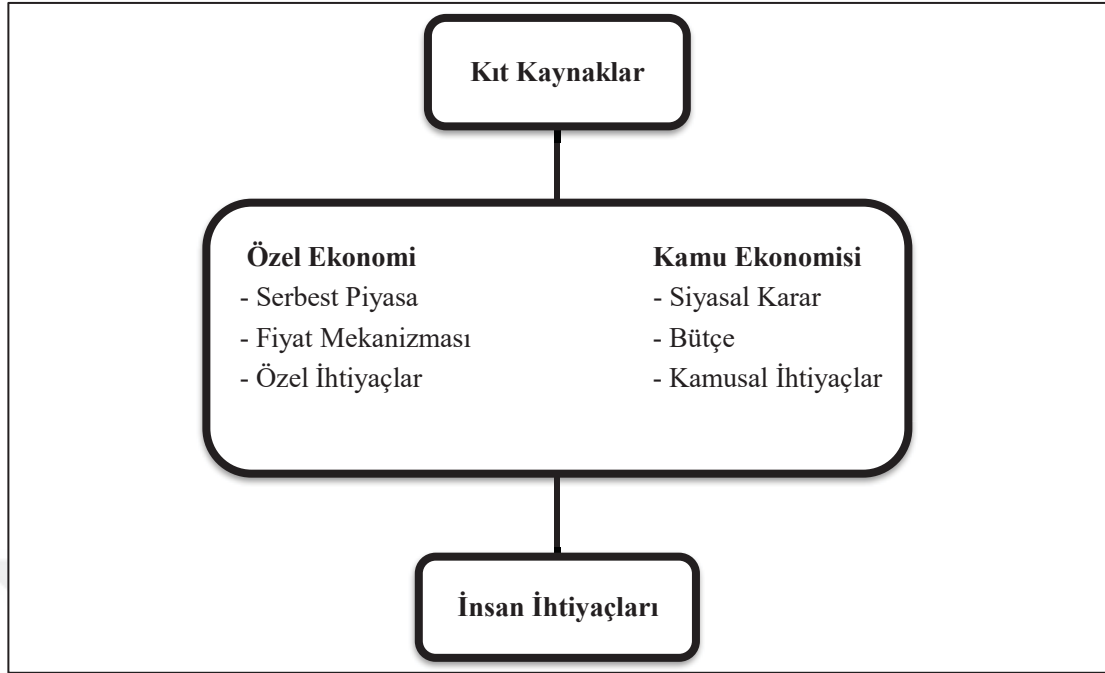 Kıt Kaynaklar
Özel Ekonomi
- Serbest Piyasa
- Fiyat Mekanizması
- Özel İhtiyaçlar
Kamu Ekonomisi
- Siyasal Karar
- Bütçe
- Kamusal İhtiyaçlar
İnsan İhtiyaçları